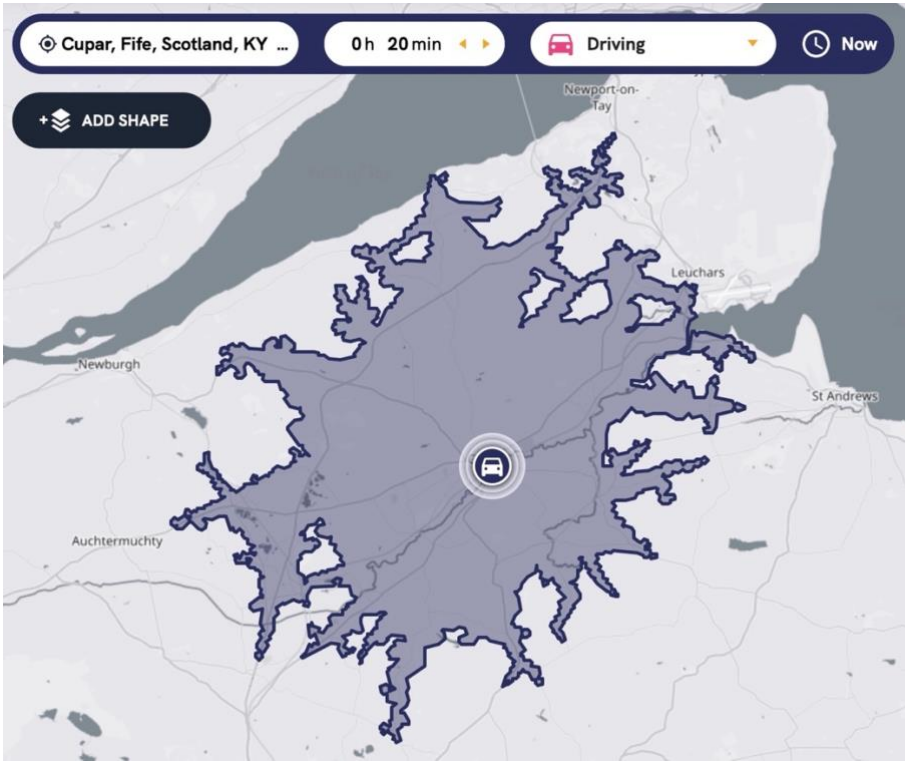 Cupar, Fife, Scotland, KY ...
0h 20min
Driving
Now
+ ADD SHAPE
Newport-on-
Tay
Leuchars
Newburgh
St Andrews
Auchtermuchty